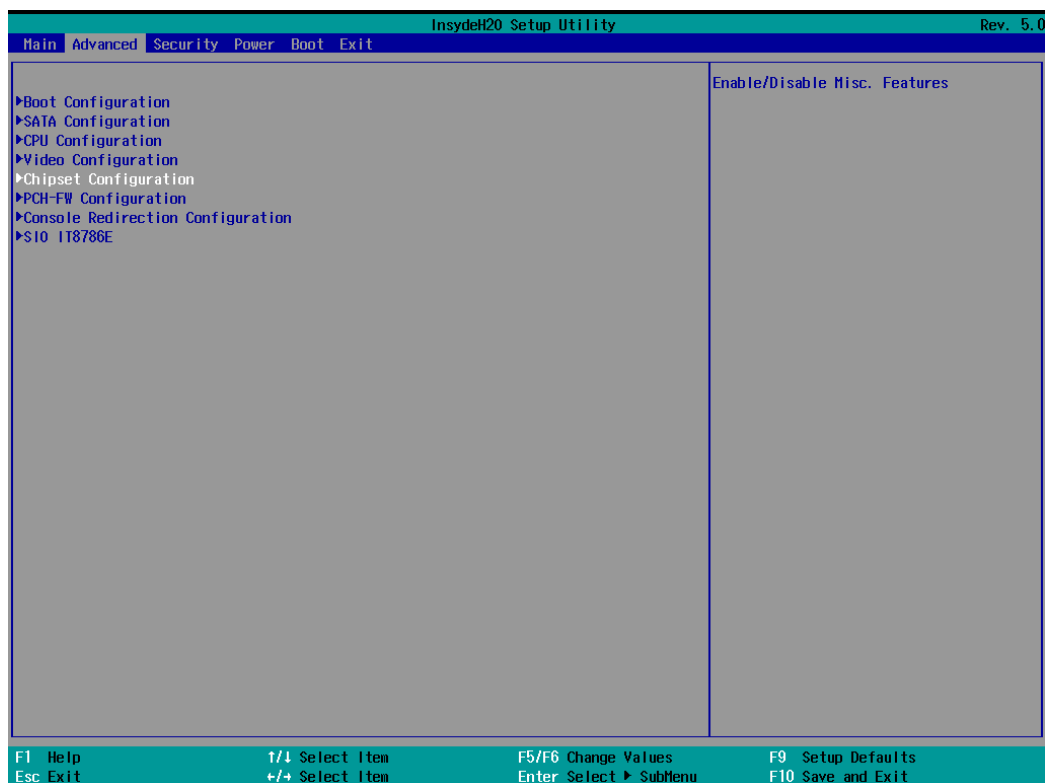 InsydeH20 Setup Utility Rev. 5.0
Main Advanced Security Power Boot Exit
Enable/Disable Misc. Features
▶Boot Configuration
▶SATA Configuration
▶CPU Configuration
▶Video Configuration
▶Chipset Configuration
▶PCH-FW Configuration
▶Console Redirection Configuration
▶SIO IT8786E
F1 Help ↑/↓ Select Item F5/F6 Change Values F9 Setup Defaults
Esc Exit ←/→ Select Item Enter Select ▶ SubMenu F10 Save and Exit